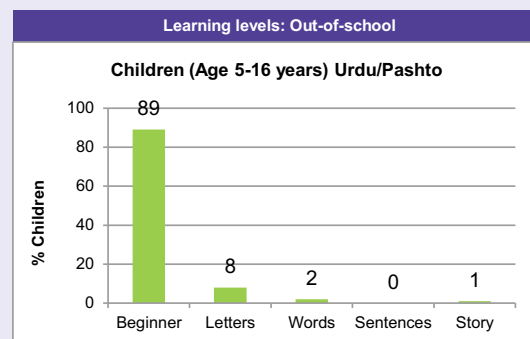 Learning levels: Out-of-school
Children (Age 5-16 years) Urdu/Pashto
% Children
100
80
60
40
20
0
89
8
2
0
1
Beginner Letters Words Sentences Story